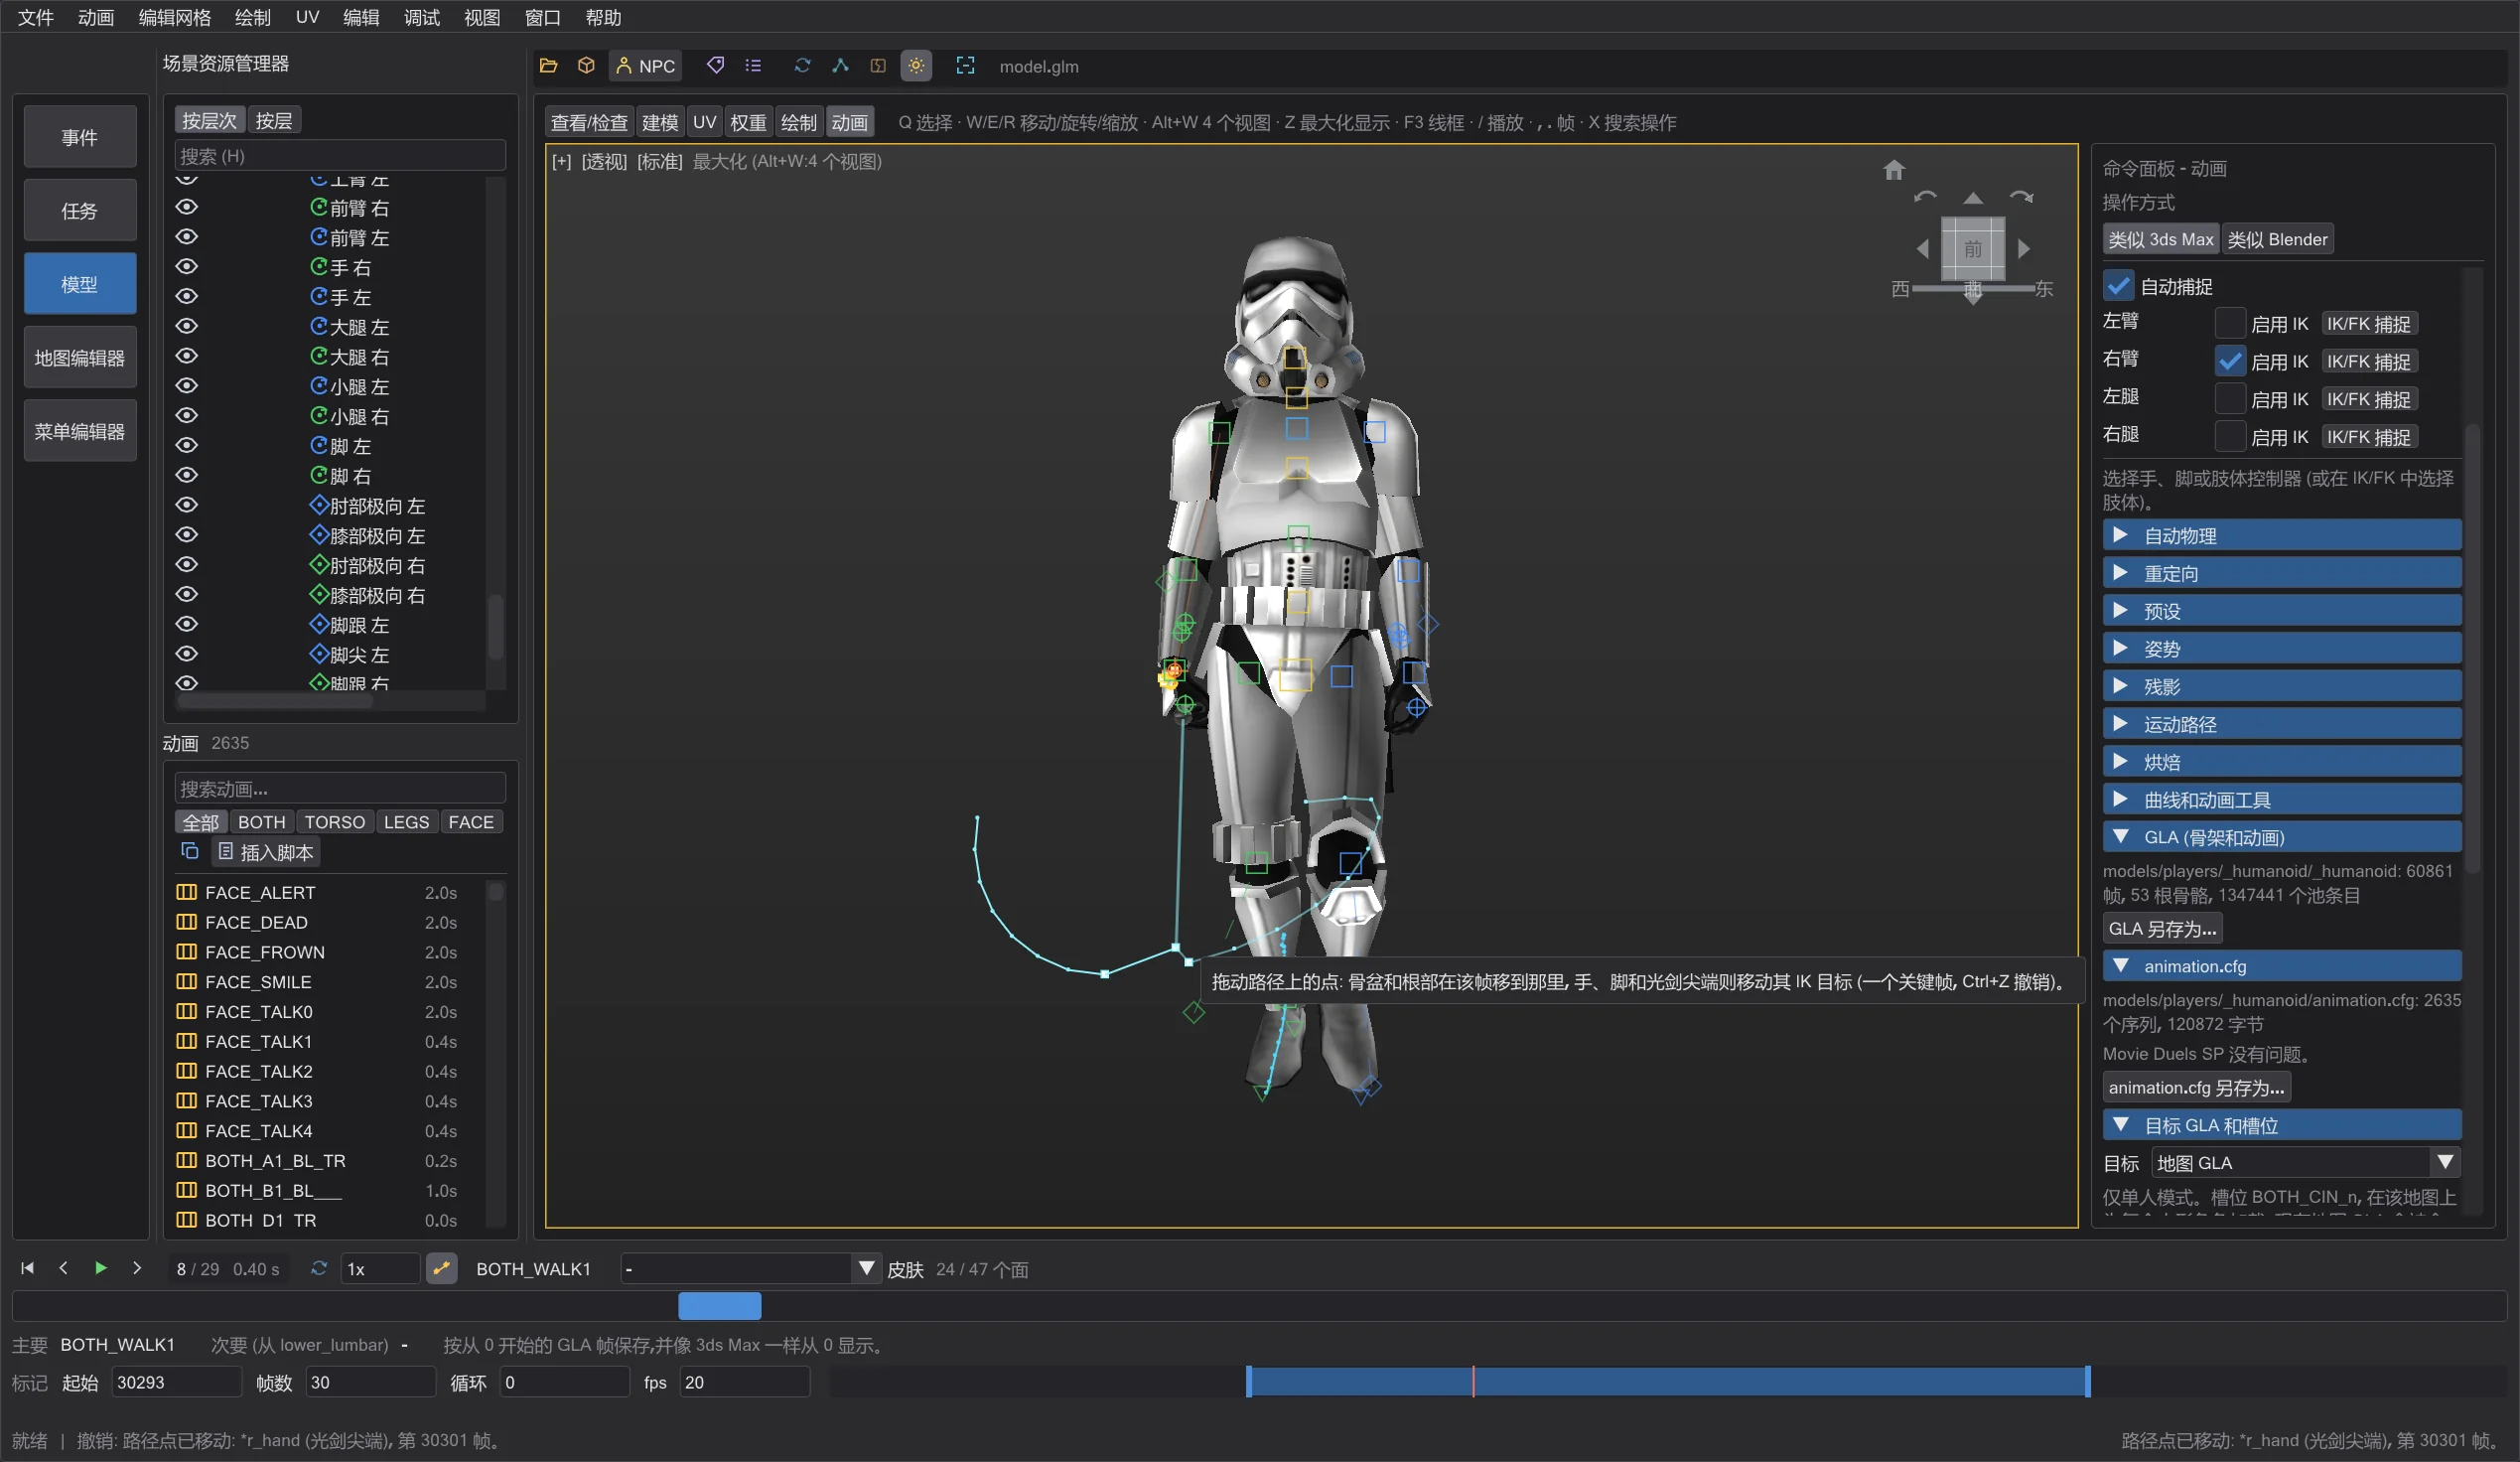 文件 动画 编辑网格 绘制 UV 编辑 调试 视图 窗口 帮助
场景资源管理器
NPC
model.glm
事件
任务
模型
地图编辑器
菜单编辑器
按层次 按层
搜索 (H)
上臂 左
前臂 右
前臂 左
手 右
手 左
大腿 左
大腿 右
小腿 左
小腿 右
脚 左
脚 右
肘部极向 左
膝部极向 左
肘部极向 右
膝部极向 右
脚跟 左
脚尖 左
脚跟 右
动画 2635
搜索动画...
全部 BOTH TORSO LEGS FACE
插入脚本
FACE_ALERT 2.0s
FACE_DEAD 2.0s
FACE_FROWN 2.0s
FACE_SMILE 2.0s
FACE_TALK0 2.0s
FACE_TALK1 0.4s
FACE_TALK2 0.4s
FACE_TALK3 0.4s
FACE_TALK4 0.4s
BOTH_A1_BL_TR 0.2s
BOTH_B1_BL___ 1.0s
BOTH_D1_TR 0.0s
查看/检查 建模 UV 权重 绘制 动画 Q 选择 · W/E/R 移动/旋转/缩放 · Alt+W 4 个视图 · Z 最大化显示 · F3 线框 · / 播放 · , . 帧 · X 搜索操作
[+] [透视] [标准] 最大化 (Alt+W:4 个视图)
前
西 北 东
拖动路径上的点: 骨盆和根部在该帧移到那里, 手、脚和光剑尖端则移动其 IK 目标 (一个关键帧, Ctrl+Z 撤销)。
命令面板 - 动画
操作方式
类似 3ds Max 类似 Blender
自动捕捉
左臂 启用 IK IK/FK 捕捉
右臂 启用 IK IK/FK 捕捉
左腿 启用 IK IK/FK 捕捉
右腿 启用 IK IK/FK 捕捉
选择手、脚或肢体控制器 (或在 IK/FK 中选择
肢体)。
自动物理
重定向
预设
姿势
残影
运动路径
烘焙
曲线和动画工具
GLA (骨架和动画)
models/players/_humanoid/_humanoid: 60861
帧, 53 根骨骼, 1347441 个池条目
GLA 另存为...
animation.cfg
models/players/_humanoid/animation.cfg: 2635
个序列, 120872 字节
Movie Duels SP 没有问题。
animation.cfg 另存为...
目标 GLA 和槽位
目标 地图 GLA
仅单人模式。槽位 BOTH_CIN_n, 在该地图上
8 / 29 0.40 s 1x BOTH_WALK1 - 皮肤 24 / 47 个面
主要 BOTH_WALK1 次要 (从 lower_lumbar) - 按从 0 开始的 GLA 帧保存,并像 3ds Max 一样从 0 显示。
标记 起始 30293 帧数 30 循环 0 fps 20
就绪 | 撤销: 路径点已移动: *r_hand (光剑尖端), 第 30301 帧。
路径点已移动: *r_hand (光剑尖端), 第 30301 帧。